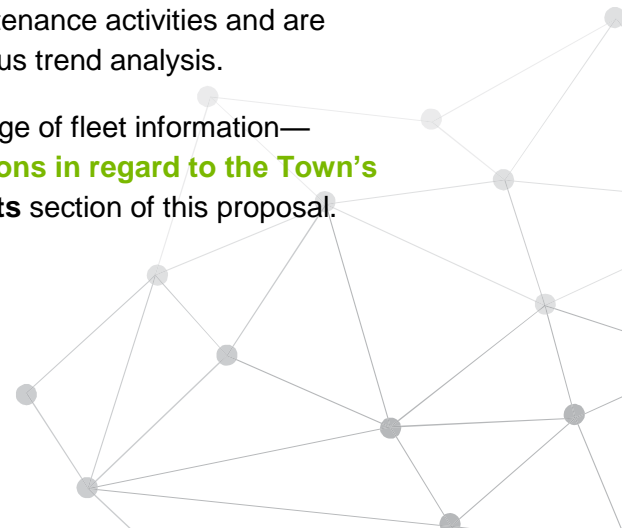 tenance activities and are
us trend analysis.
ge of fleet information—
ons in regard to the Town's
ts section of this proposal.